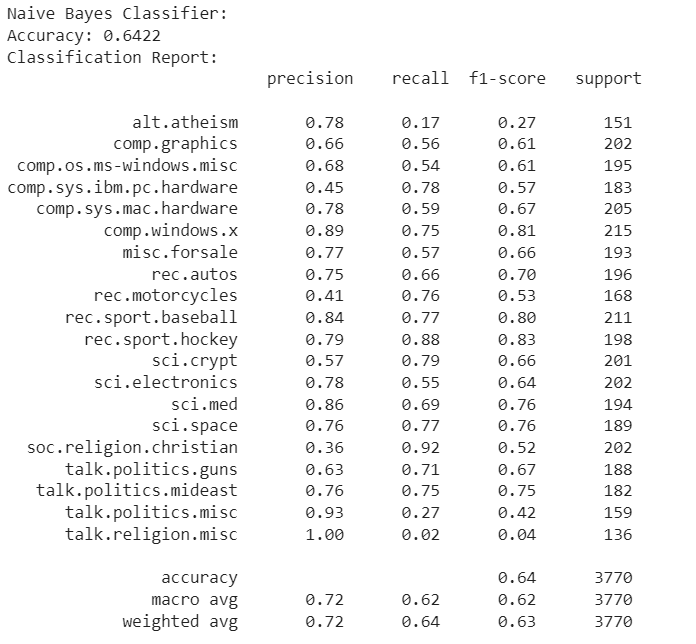 Naive Bayes Classifier:
Accuracy: 0.6422
Classification Report:
precision recall f1-score support
alt.atheism 0.78 0.17 0.27 151
comp.graphics 0.66 0.56 0.61 202
comp.os.ms-windows.misc 0.68 0.54 0.61 195
comp.sys.ibm.pc.hardware 0.45 0.78 0.57 183
comp.sys.mac.hardware 0.78 0.59 0.67 205
comp.windows.x 0.89 0.75 0.81 215
misc.forsale 0.77 0.57 0.66 193
rec.autos 0.75 0.66 0.70 196
rec.motorcycles 0.41 0.76 0.53 168
rec.sport.baseball 0.84 0.77 0.80 211
rec.sport.hockey 0.79 0.88 0.83 198
sci.crypt 0.57 0.79 0.66 201
sci.electronics 0.78 0.55 0.64 202
sci.med 0.86 0.69 0.76 194
sci.space 0.76 0.77 0.76 189
soc.religion.christian 0.36 0.92 0.52 202
talk.politics.guns 0.63 0.71 0.67 188
talk.politics.mideast 0.76 0.75 0.75 182
talk.politics.misc 0.93 0.27 0.42 159
talk.religion.misc 1.00 0.02 0.04 136
accuracy 0.64 3770
macro avg 0.72 0.62 0.62 3770
weighted avg 0.72 0.64 0.63 3770